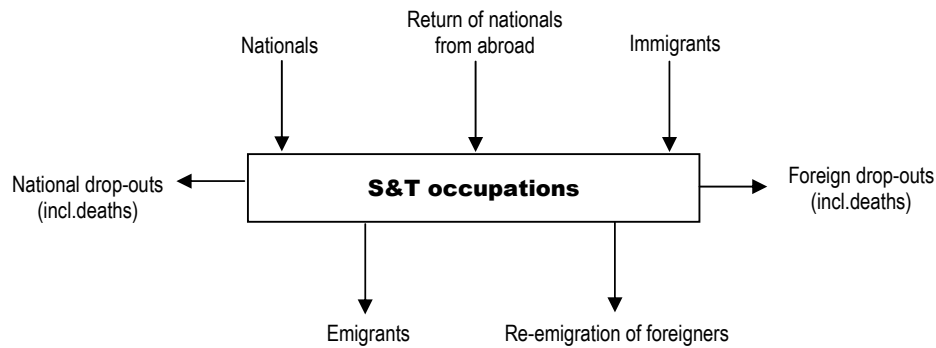 Nationals
Return of nationals
from abroad
Immigrants
National drop-outs
(incl.deaths)
S&T occupations
Foreign drop-outs
(incl.deaths)
Emigrants
Re-emigration of foreigners